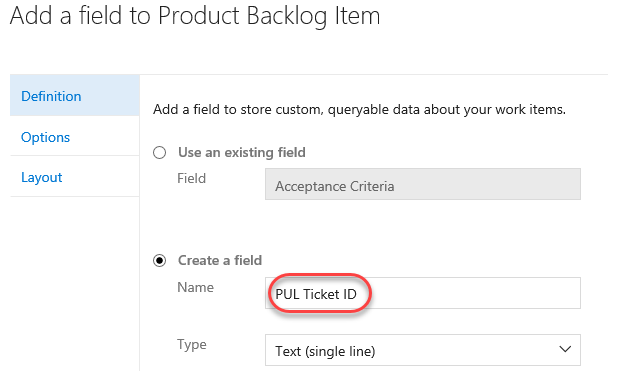 Add a field to Product Backlog Item
Definition
Options
Layout
Add a field to store custom, queryable data about your work items.
Use an existing field
Field
Acceptance Criteria
Create a field
Name
PUL Ticket ID
Type
Text (single line)